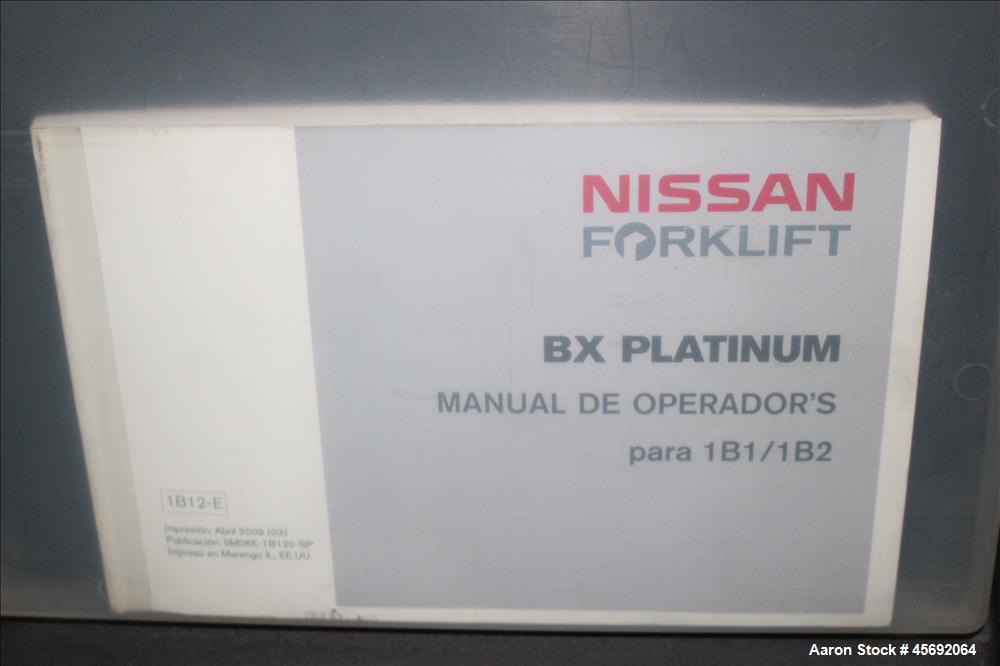 NISSAN
FORKLIFT
BX PLATINUM
MANUAL DE OPERADOR'S
para 1B1/1B2
1B12-E
Impresión: Abril 2009 (03)
Publicación: 0M06E-1B120-SP
Impreso en Marengo IL, EE.UU.
Aaron Stock # 45692064